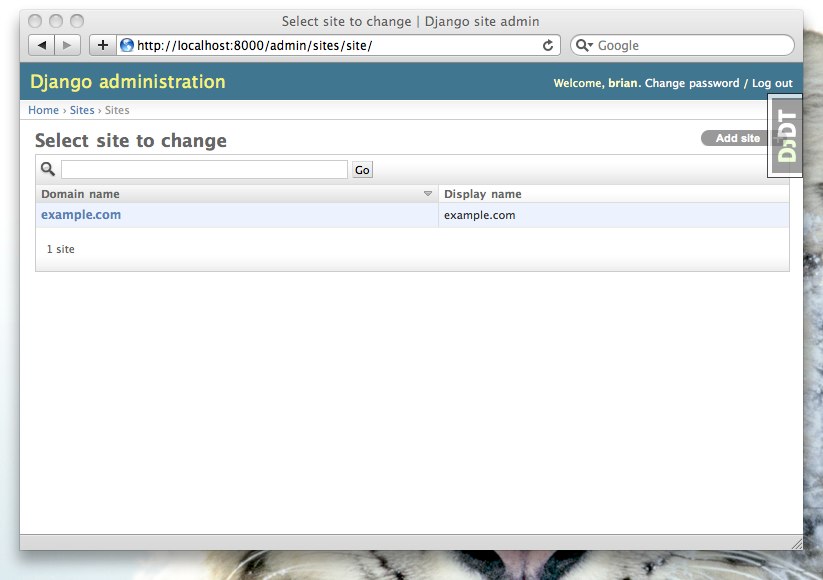 Select site to change | Django site admin
http://localhost:8000/admin/sites/site/
Google
Django administration
Welcome, brian. Change password / Log out
Home › Sites › Sites
DjDT
Select site to change
Add site
Go
Domain name
Display name
example.com
example.com
1 site